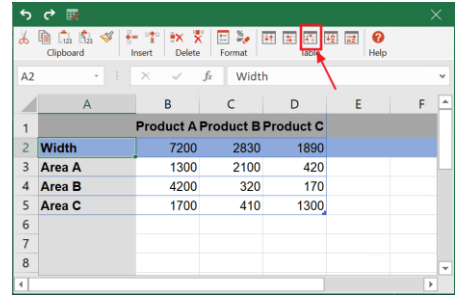 Clipboard Insert Delete Format Table Help
A2 fx Width
A B C D E F
1 Product A Product B Product C
2 Width 7200 2830 1890
3 Area A 1300 2100 420
4 Area B 4200 320 170
5 Area C 1700 410 1300
6
7
8